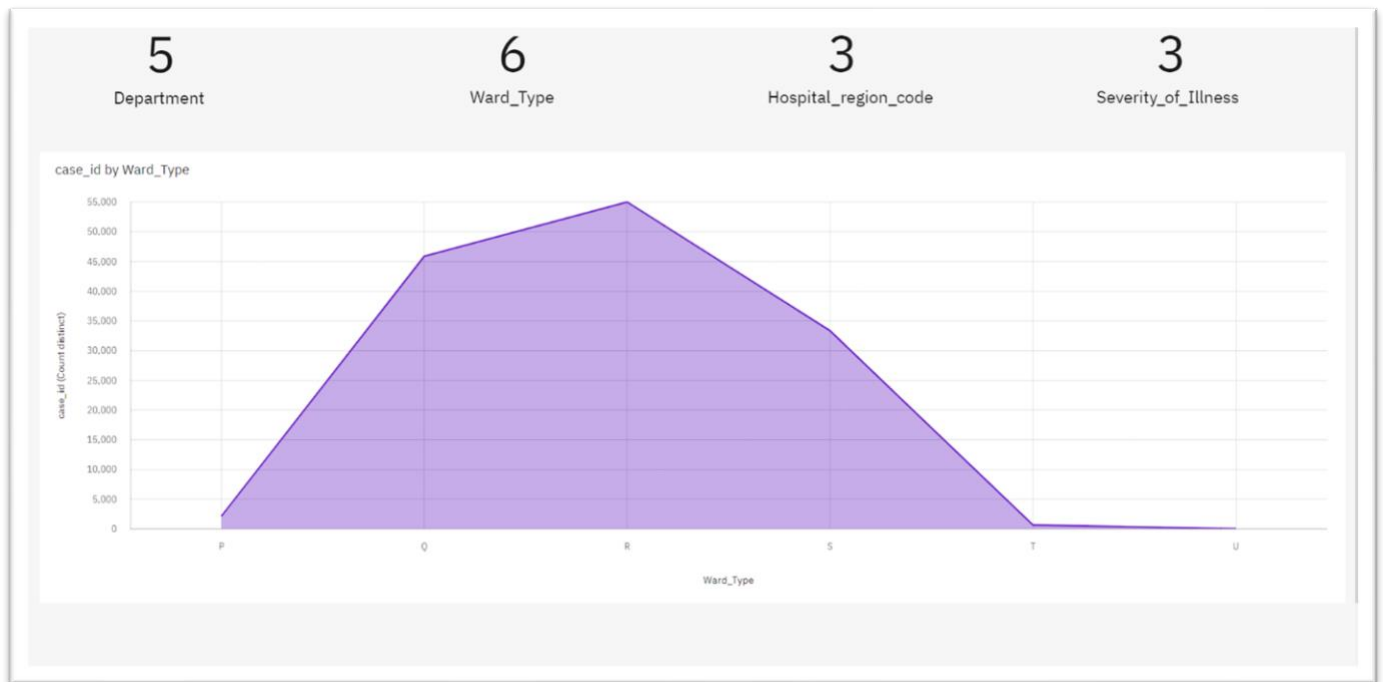 5 6 3 3
Department Ward_Type Hospital_region_code Severity_of_Illness
case_id by Ward_Type
55,000
50,000
45,000
40,000
35,000
30,000
25,000
20,000
15,000
10,000
5,000
0
case_id (Count distinct)
P Q R S T U
Ward_Type